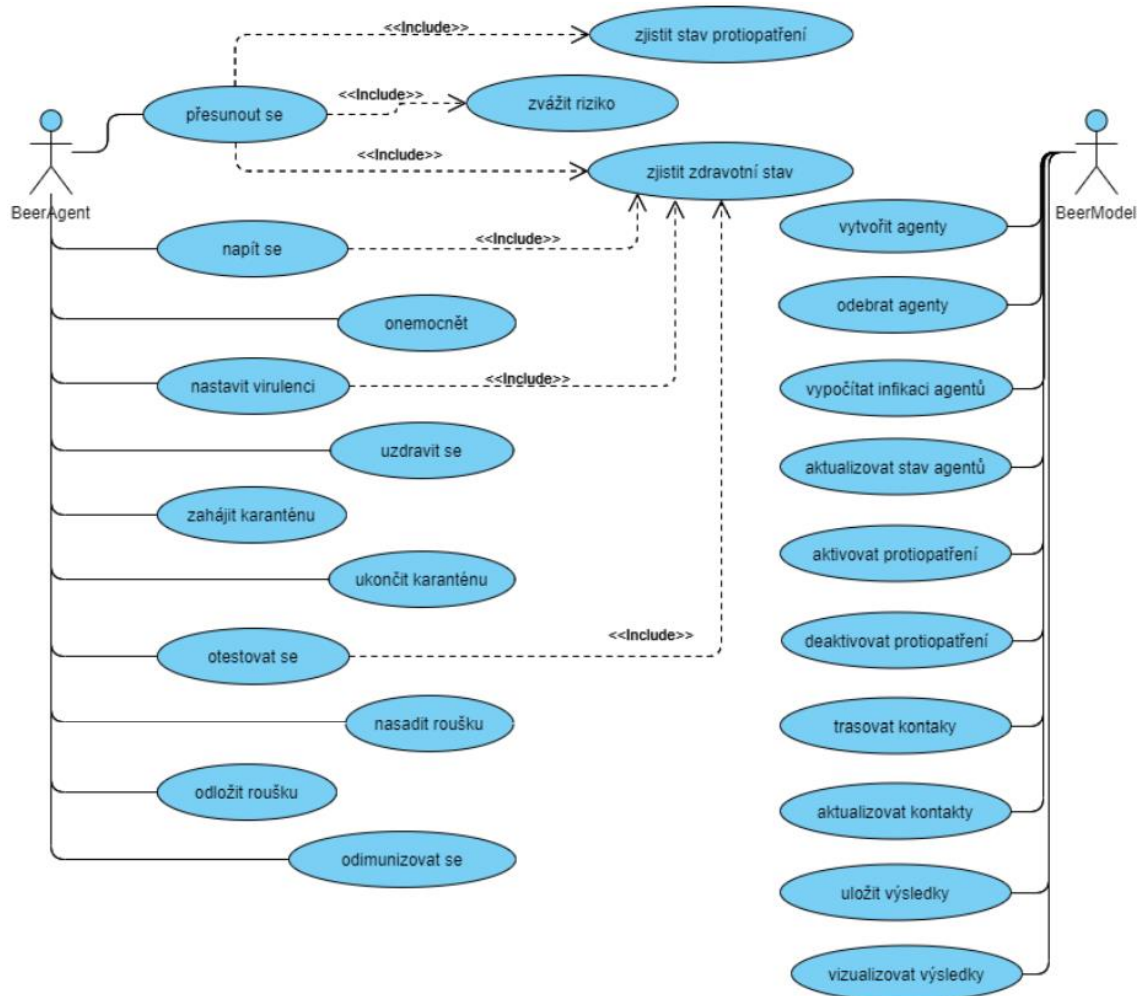 <<Include>>
zjistit stav protiopatření
přesunout se
<<Include>>
zvážit riziko
<<Include>>
zjistit zdravotní stav
BeerAgent
BeerModel
vytvořit agenty
napít se
<<Include>>
odebrat agenty
onemocnět
nastavit virulenci
<<Include>>
vypočítat infikaci agentů
uzdravit se
aktualizovat stav agentů
zahájit karanténu
aktivovat protiopatření
ukončit karanténu
<<Include>>
otestovat se
deaktivovat protiopatření
nasadit roušku
trasovat kontaky
odložit roušku
aktualizovat kontakty
odimunizovat se
uložit výsledky
vizualizovat výsledky